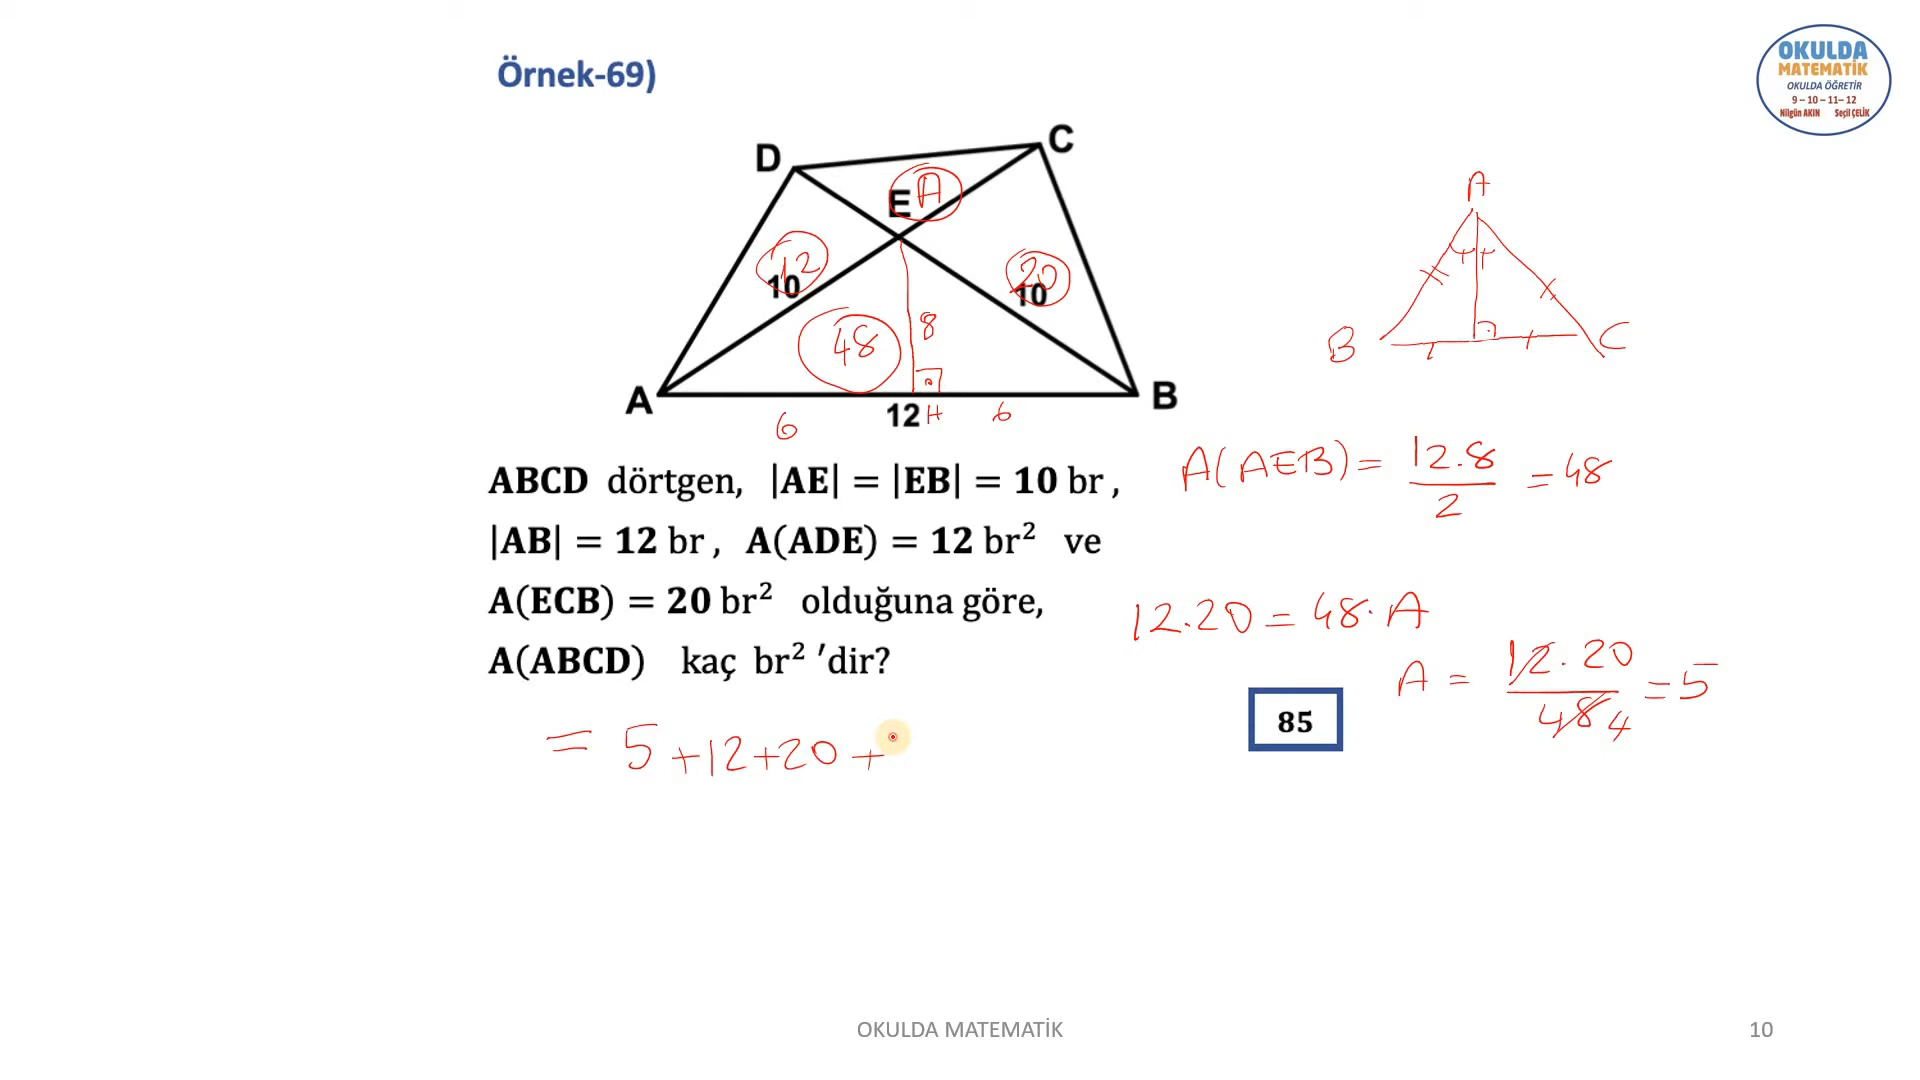 Örnek-69)
OKULDA
MATEMATİK
OKULDA ÖĞRETİR
9 – 10 – 11– 12
Nilgün AKIN Seçil ÇELİK
D
C
E
A
12
10
20
10
48
8
A
B
6
12
H
6
A
B
C
ABCD dörtgen, |AE| = |EB| = 10 br ,
|AB| = 12 br , A(ADE) = 12 br² ve
A(ECB) = 20 br² olduğuna göre,
A(ABCD) kaç br² ′dir?
A(AEB) = 12.8 / 2 = 48
12.20 = 48.A
A = 12.20 / 48 4 = 5
85
= 5 +12+20 +
OKULDA MATEMATİK
10